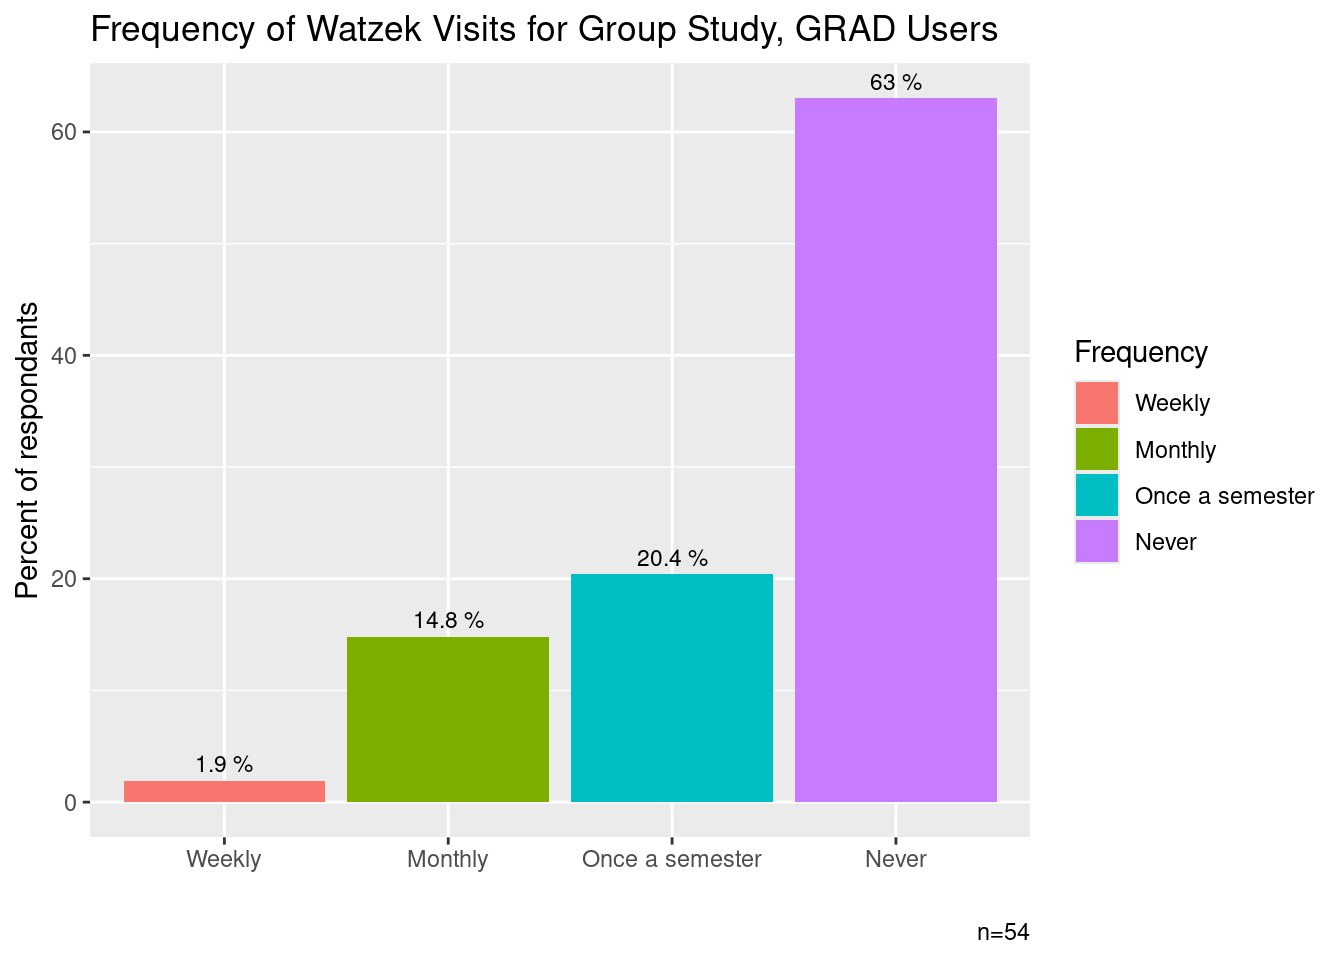 Frequency of Watzek Visits for Group Study, GRAD Users
Percent of respondants
60
40
20
0
63 %
20.4 %
14.8 %
1.9 %
Weekly
Monthly
Once a semester
Never
Frequency
Weekly
Monthly
Once a semester
Never
n=54